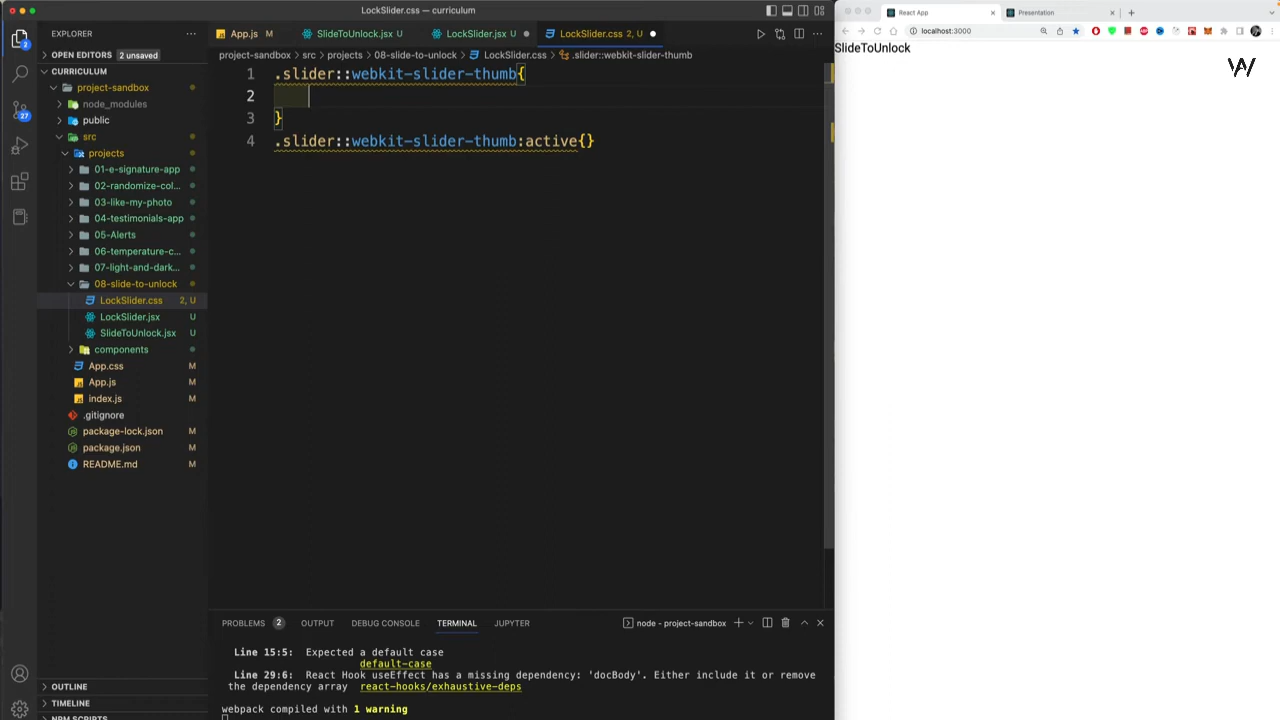 LockSlider.css — curriculum
EXPLORER
OPEN EDITORS 2 unsaved
CURRICULUM
project-sandbox
node_modules
public
src
projects
01-e-signature-app
02-randomize-col...
03-like-my-photo
04-testimonials-app
05-Alerts
06-temperature-c...
07-light-and-dark...
08-slide-to-unlock
LockSlider.css 2, U
LockSlider.jsx U
SlideToUnlock.jsx U
components
App.css M
App.js M
index.js M
.gitignore
package-lock.json
package.json
README.md
OUTLINE
TIMELINE
NPM SCRIPTS
2
27
App.js M
SlideToUnlock.jsx U
LockSlider.jsx U
LockSlider.css 2, U
project-sandbox > src > projects > 08-slide-to-unlock > LockSlider.css > .slider::webkit-slider-thumb
1 .slider::webkit-slider-thumb{
2
3 }
4 .slider::webkit-slider-thumb:active{}
PROBLEMS 2 OUTPUT DEBUG CONSOLE TERMINAL JUPYTER node - project-sandbox
Line 15:5: Expected a default case
default-case
Line 29:6: React Hook useEffect has a missing dependency: 'docBody'. Either include it or remove
the dependency array react-hooks/exhaustive-deps
webpack compiled with 1 warning
React App
Presentation
localhost:3000
SlideToUnlock